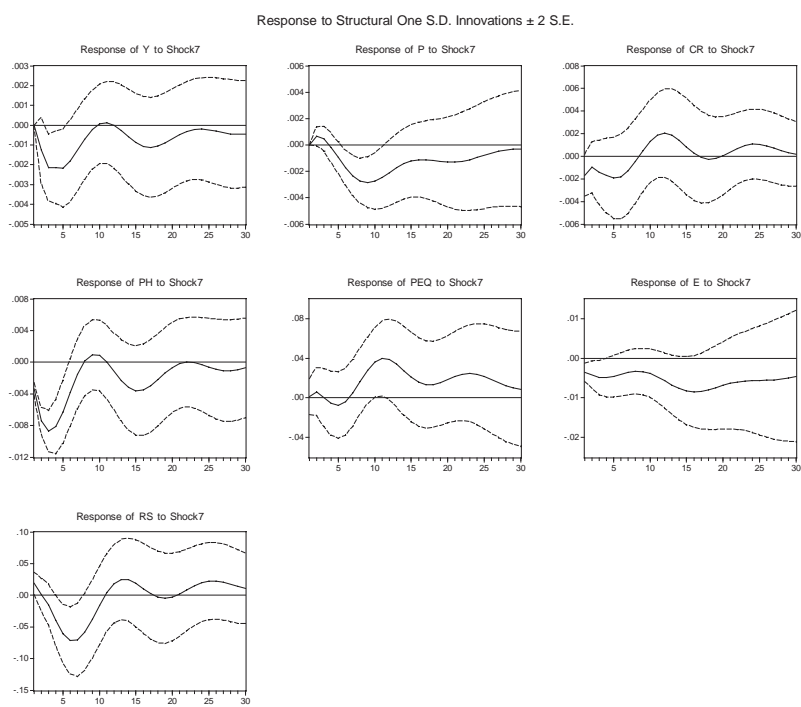 Response to Structural One S.D. Innovations ± 2 S.E.
Response of Y to Shock7
.003
.002
.001
.000
-.001
-.002
-.003
-.004
-.005
5 10 15 20 25 30
Response of P to Shock7
.006
.004
.002
.000
-.002
-.004
-.006
5 10 15 20 25 30
Response of CR to Shock7
.008
.006
.004
.002
.000
-.002
-.004
-.006
5 10 15 20 25 30
Response of PH to Shock7
.008
.004
.000
-.004
-.008
-.012
5 10 15 20 25 30
Response of PEQ to Shock7
.08
.04
.00
-.04
5 10 15 20 25 30
Response of E to Shock7
.01
.00
-.01
-.02
5 10 15 20 25 30
Response of RS to Shock7
.10
.05
.00
-.05
-.10
-.15
5 10 15 20 25 30